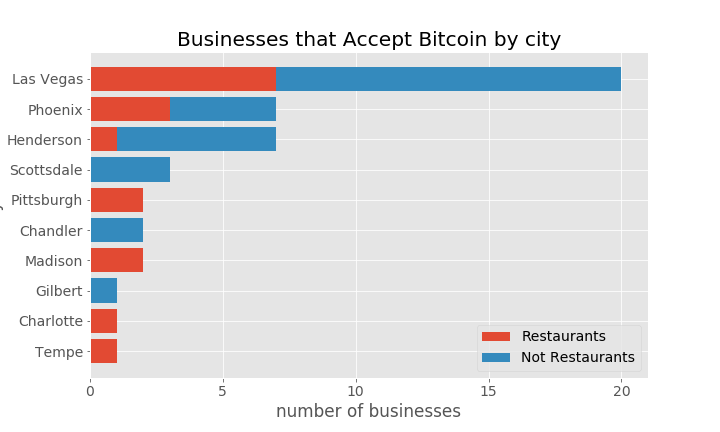 Businesses that Accept Bitcoin by city
Las Vegas
Phoenix
Henderson
Scottsdale
Pittsburgh
Chandler
Madison
Gilbert
Charlotte
Tempe
Restaurants
Not Restaurants
0 5 10 15 20
number of businesses